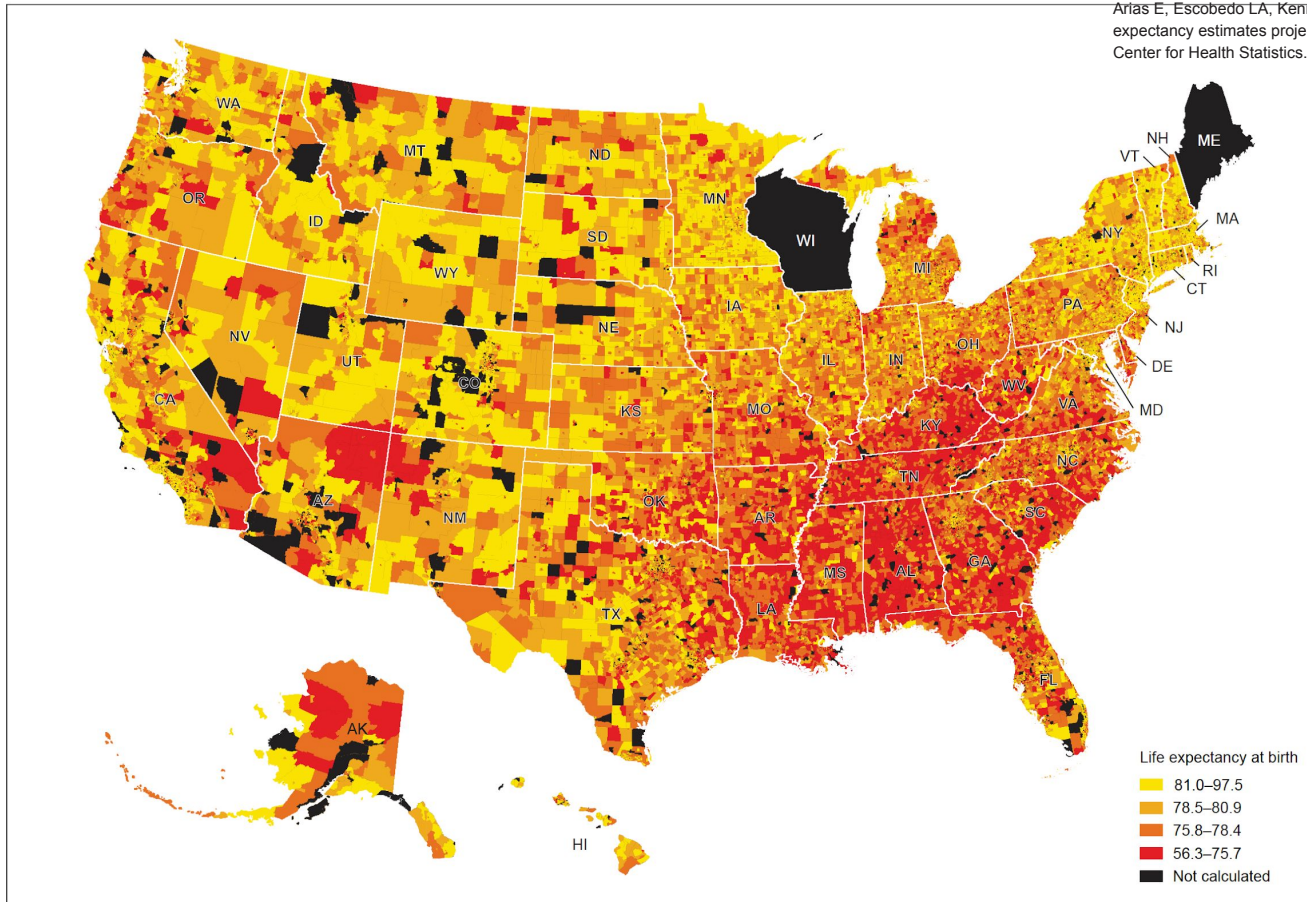 Arias E, Escobedo LA,
expectancy estimates
Center for Health Statistics.
WA
MT
ND
MN
OR
ID
SD
WI
MI
NH
ME
VT
NY
MA
RI
CT
WY
IA
PA
NJ
NE
NV
UT
CO
IL
IN
OH
DE
MD
CA
KS
MO
WV
VA
KY
NC
TN
AZ
NM
OK
AR
SC
MS
AL
GA
TX
LA
FL
AK
HI
Life expectancy at birth
81.0–97.5
78.5–80.9
75.8–78.4
56.3–75.7
Not calculated